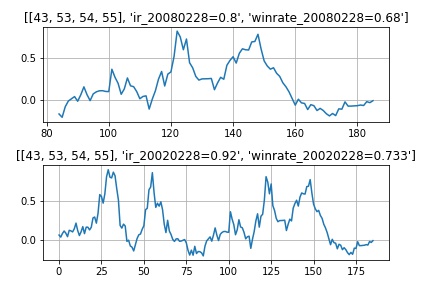 [[43, 53, 54, 55], 'ir_20080228=0.8', 'winrate_20080228=0.68']
0.5
0.0
80 100 120 140 160 180
[[43, 53, 54, 55], 'ir_20020228=0.92', 'winrate_20020228=0.733']
0.5
0.0
0 25 50 75 100 125 150 175